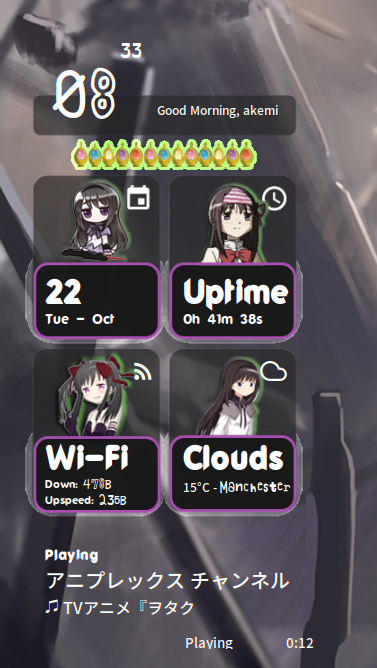 33
08
Good Morning, akemi
22
Tue - Oct
Uptime
0h 41m 38s
Wi-Fi
Down: 478B
Upspeed: 235B
Clouds
15°C - Manchester
Playing
アニプレックス チャンネル
♫ TVアニメ『ヲタク
Playing 0:12